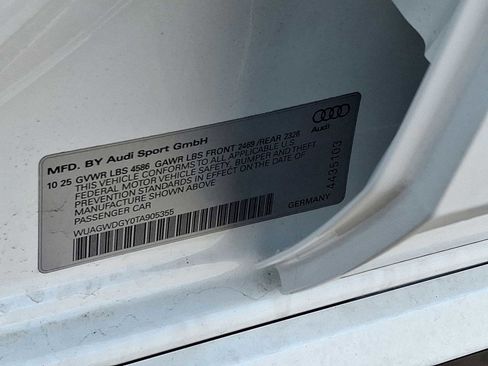 MFD. BY Audi Sport GmbH
10 25 GVWR LBS 4586 GAWR LBS FRONT 2469 /REAR 2328
THIS VEHICLE CONFORMS TO ALL APPLICABLE U.S.
FEDERAL MOTOR VEHICLE SAFETY, BUMPER AND THEFT
PREVENTION STANDARDS IN EFFECT ON THE DATE OF
MANUFACTURE SHOWN ABOVE
PASSENGER CAR
WUAGWDGY0TA905355
GERMANY
Audi
4435103